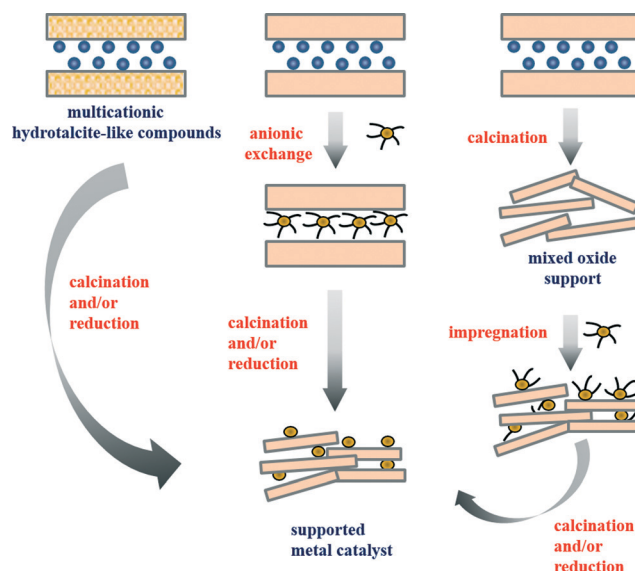 multicationic
hydrotalcite-like compounds
calcination
and/or
reduction
anionic
exchange
calcination
and/or
reduction
supported
metal catalyst
calcination
mixed oxide
support
impregnation
calcination
and/or
reduction